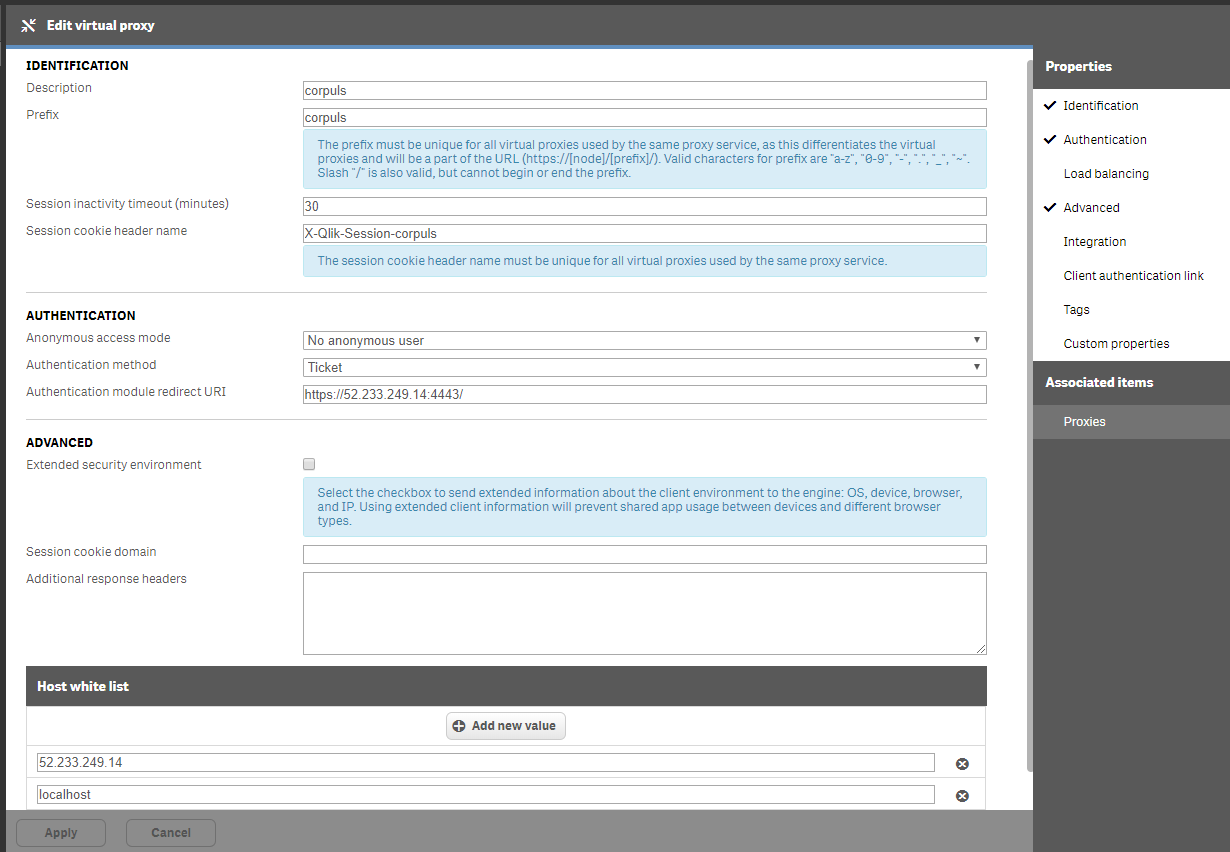 Edit virtual proxy
IDENTIFICATION
Description
corpuls
Prefix
corpuls
The prefix must be unique for all virtual proxies used by the same proxy service, as this differentiates the virtual
proxies and will be a part of the URL (https://[node]/[prefix]/). Valid characters for prefix are "a-z", "0-9", "-", ".", "_", "~".
Slash "/" is also valid, but cannot begin or end the prefix.
Session inactivity timeout (minutes)
30
Session cookie header name
X-Qlik-Session-corpuls
The session cookie header name must be unique for all virtual proxies used by the same proxy service.
AUTHENTICATION
Anonymous access mode
No anonymous user
Authentication method
Ticket
Authentication module redirect URI
https://52.233.249.14:4443/
ADVANCED
Extended security environment
Select the checkbox to send extended information about the client environment to the engine: OS, device, browser,
and IP. Using extended client information will prevent shared app usage between devices and different browser
types.
Session cookie domain
Additional response headers
Host white list
Add new value
52.233.249.14
localhost
Apply
Cancel
Properties
Identification
Authentication
Load balancing
Advanced
Integration
Client authentication link
Tags
Custom properties
Associated items
Proxies